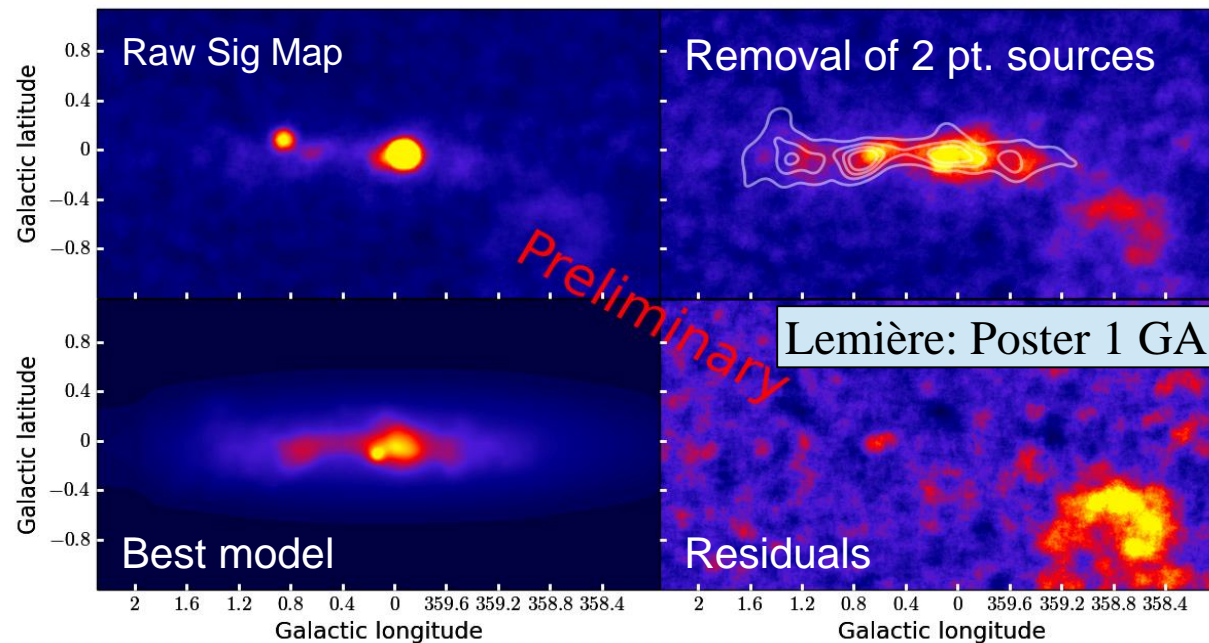 Raw Sig Map
Removal of 2 pt. sources
Galactic latitude
0.8
0.4
0
−0.4
−0.8
Preliminary
Lemière: Poster 1 GA
Galactic latitude
0.8
0.4
0
−0.4
−0.8
Best model
Residuals
2 1.6 1.2 0.8 0.4 0 359.6 359.2 358.8 358.4
2 1.6 1.2 0.8 0.4 0 359.6 359.2 358.8 358.4
Galactic longitude
Galactic longitude